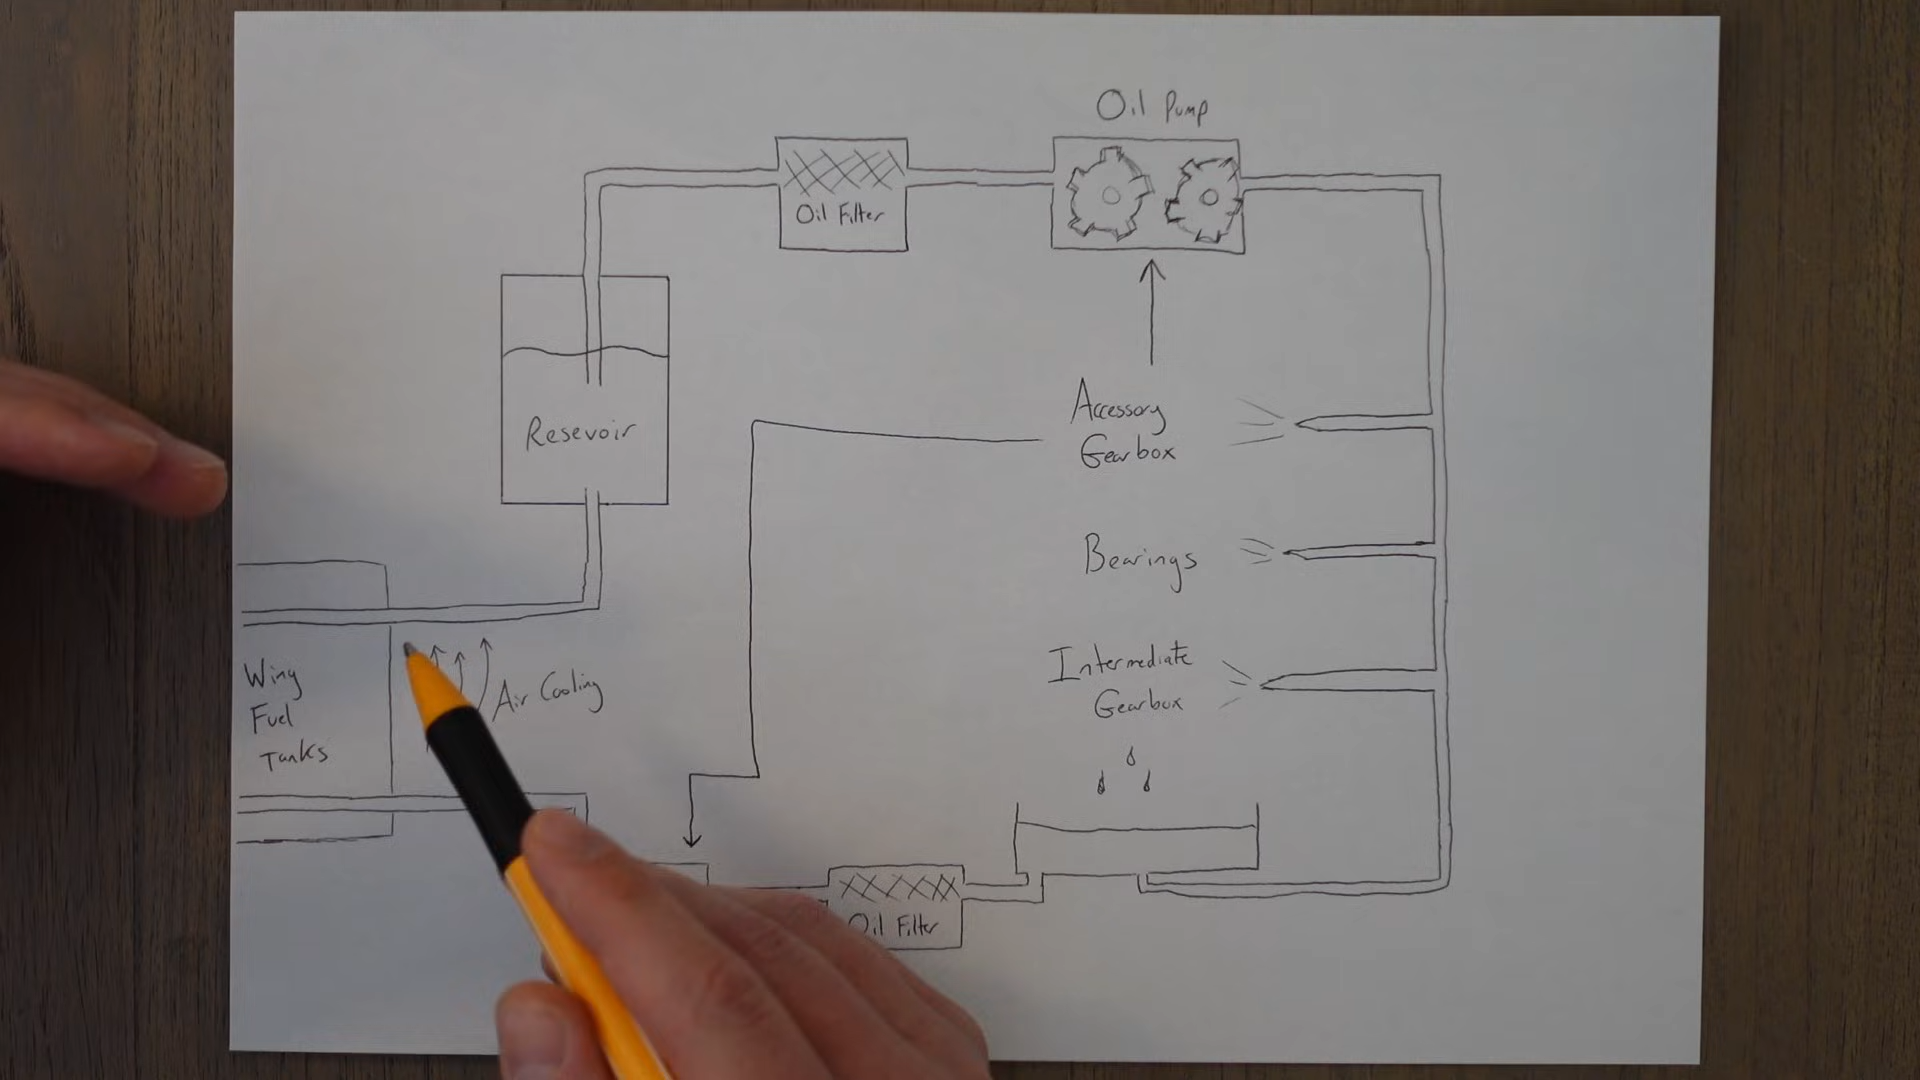 Oil Pump
Oil Filter
Resevoir
Accessory
Gearbox
Bearings
Intermediate
Gearbox
Wing
Fuel
Tanks
Air Cooling
Oil Filter